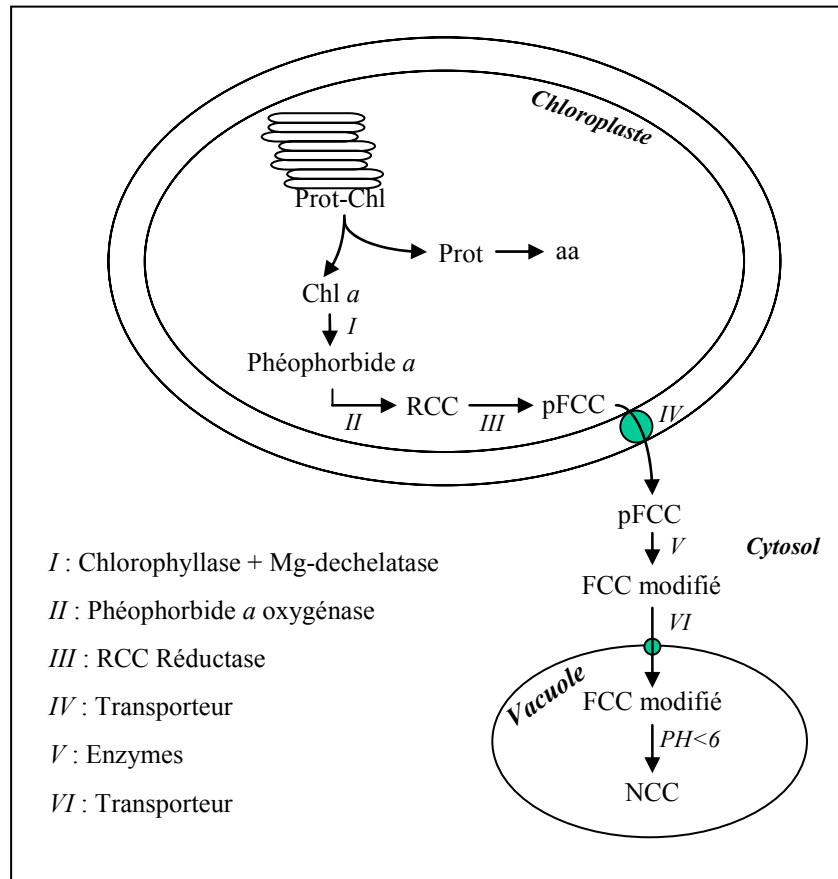 Chloroplaste
Prot-Chl
Prot aa
Chl a
I
Phéophorbide a
RCC pFCC IV
II III
pFCC
V Cytosol
FCC modifié
VI
Vacuole
FCC modifié
PH<6
NCC
I : Chlorophyllase + Mg-dechelatase
II : Phéophorbide a oxygénase
III : RCC Réductase
IV : Transporteur
V : Enzymes
VI : Transporteur